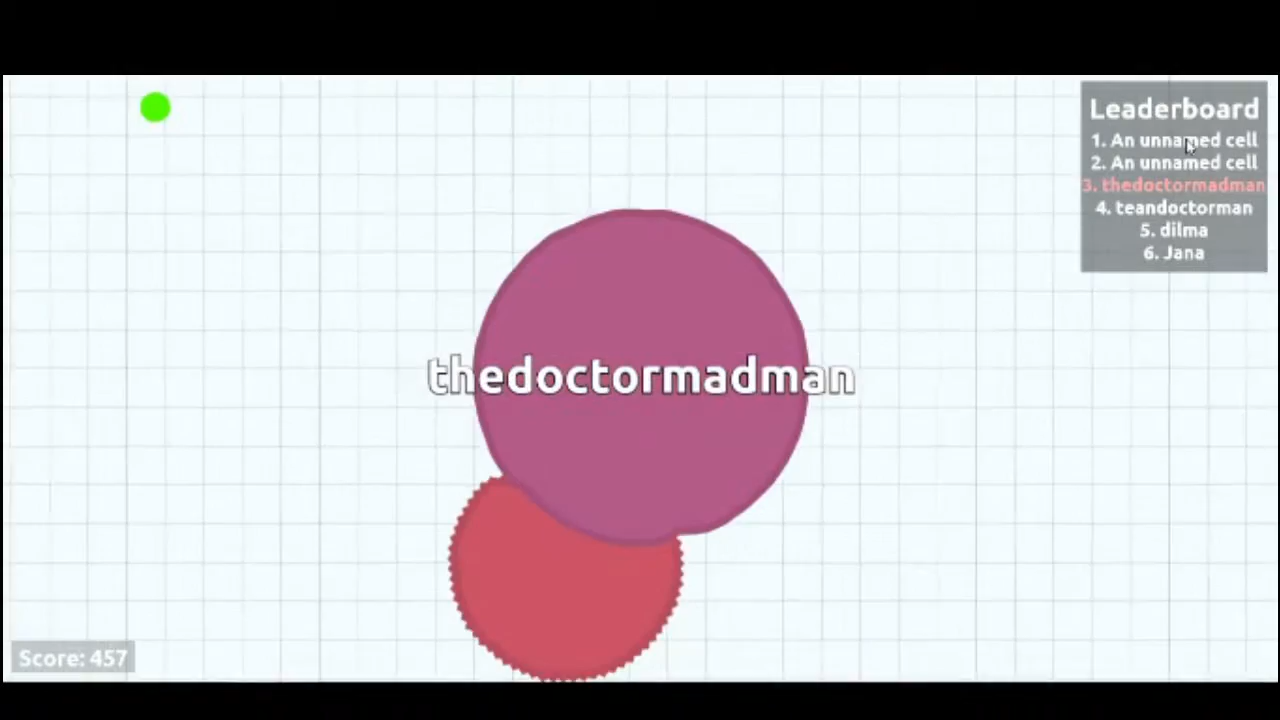 Leaderboard
1. An unnamed cell
2. An unnamed cell
3. thedoctormadman
4. teandoctorman
5. dilma
6. Jana
thedoctormadman
Score: 457